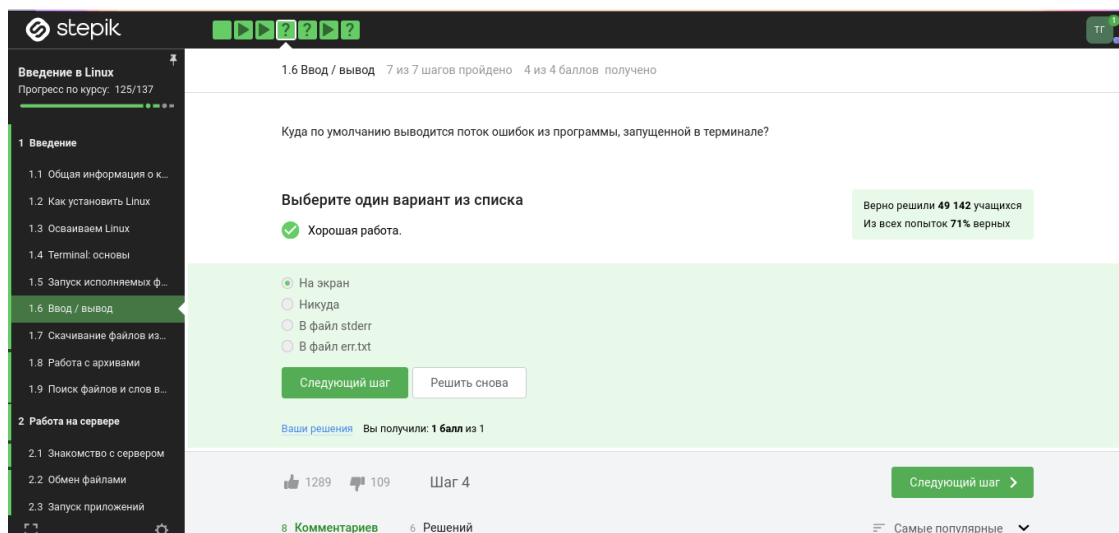 stepik
ТГ
1
Введение в Linux
Прогресс по курсу: 125/137
1 Введение
1.1 Общая информация о к...
1.2 Как установить Linux
1.3 Осваиваем Linux
1.4 Terminal: основы
1.5 Запуск исполняемых ф...
1.6 Ввод / вывод
1.7 Скачивание файлов из...
1.8 Работа с архивами
1.9 Поиск файлов и слов в...
2 Работа на сервере
2.1 Знакомство с сервером
2.2 Обмен файлами
2.3 Запуск приложений
1.6 Ввод / вывод 7 из 7 шагов пройдено 4 из 4 баллов получено
Куда по умолчанию выводится поток ошибок из программы, запущенной в терминале?
Выберите один вариант из списка
Хорошая работа.
Верно решили 49 142 учащихся
Из всех попыток 71% верных
На экран
Никуда
В файл stderr
В файл err.txt
Следующий шаг Решить снова
Ваши решения Вы получили: 1 балл из 1
1289 109 Шаг 4 Следующий шаг
8 Комментариев 6 Решений Самые популярные